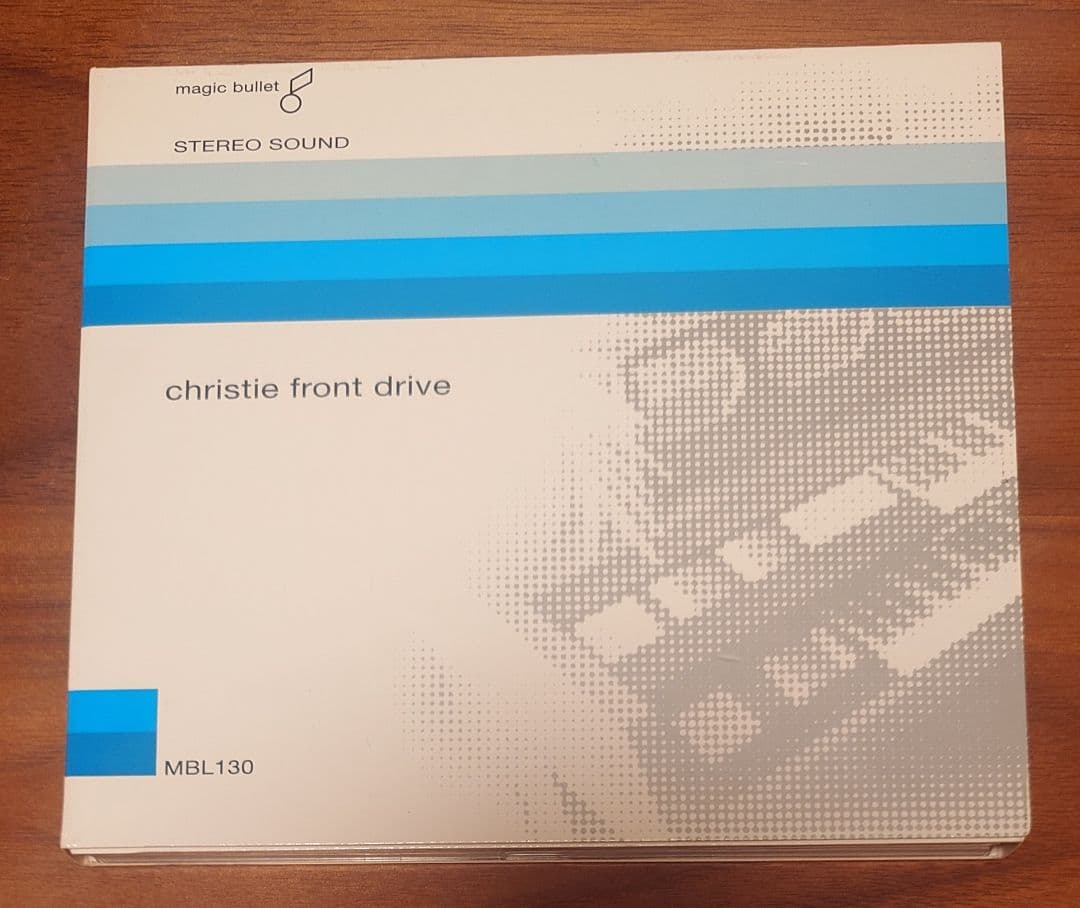 magic bullet
STEREO SOUND
christie front drive
MBL130